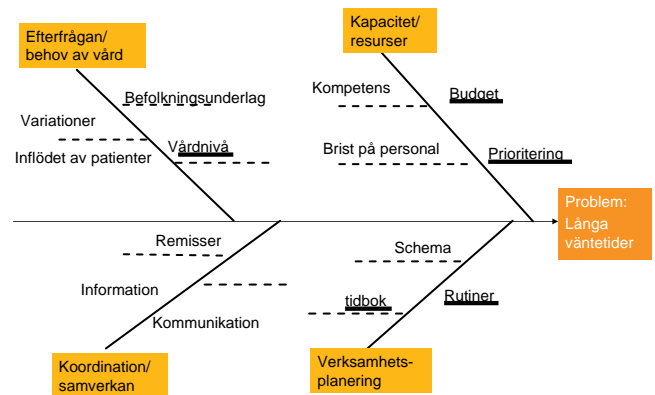 Efterfrågan/
behov av vård
Kapacitet/
resurser
Befolkningsunderlag
Kompetens
Budget
Variationer
Vårdnivå
Inflödet av patienter
Brist på personal
Prioritering
Problem:
Långa
väntetider
Remisser
Schema
Information
tidbok
Rutiner
Kommunikation
Koordination/
samverkan
Verksamhets-
planering